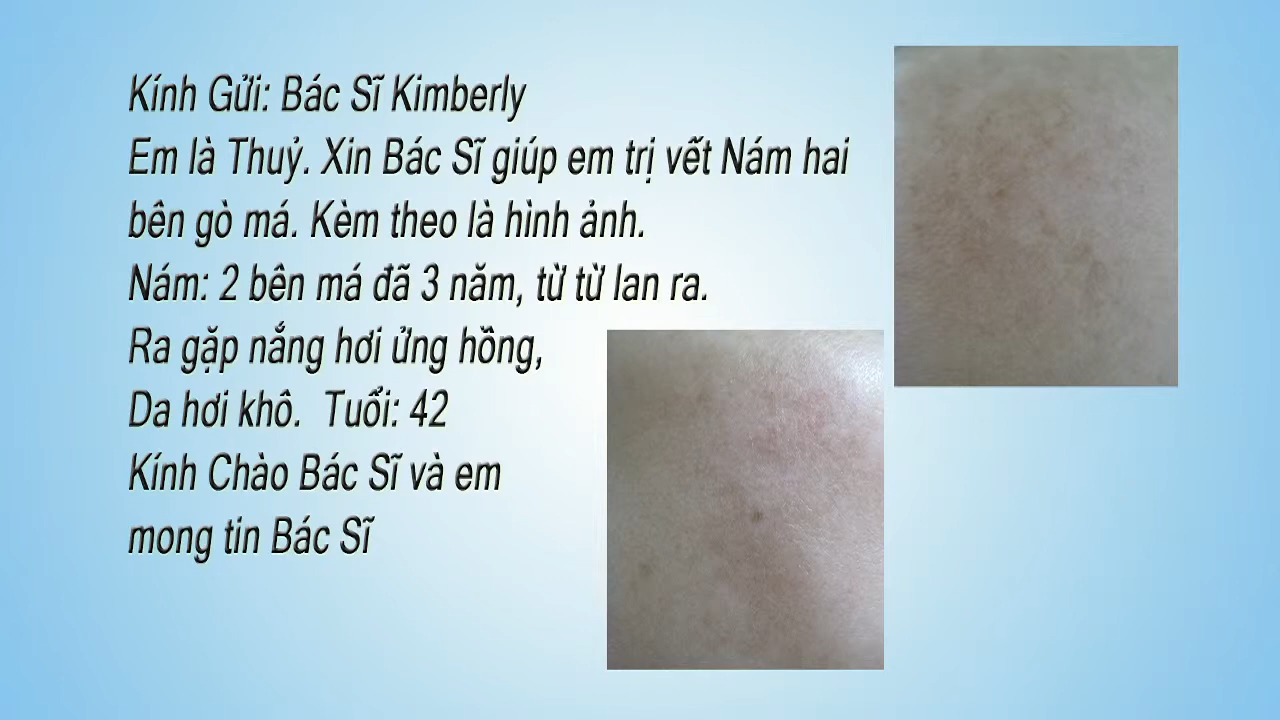 Kính Gửi: Bác Sĩ Kimberly
Em là Thuỷ. Xin Bác Sĩ giúp em trị vết Nám hai
bên gò má. Kèm theo là hình ảnh.
Nám: 2 bên má đã 3 năm, từ từ lan ra.
Ra gặp nắng hơi ửng hồng,
Da hơi khô.  Tuổi: 42
Kính Chào Bác Sĩ và em
mong tin Bác Sĩ